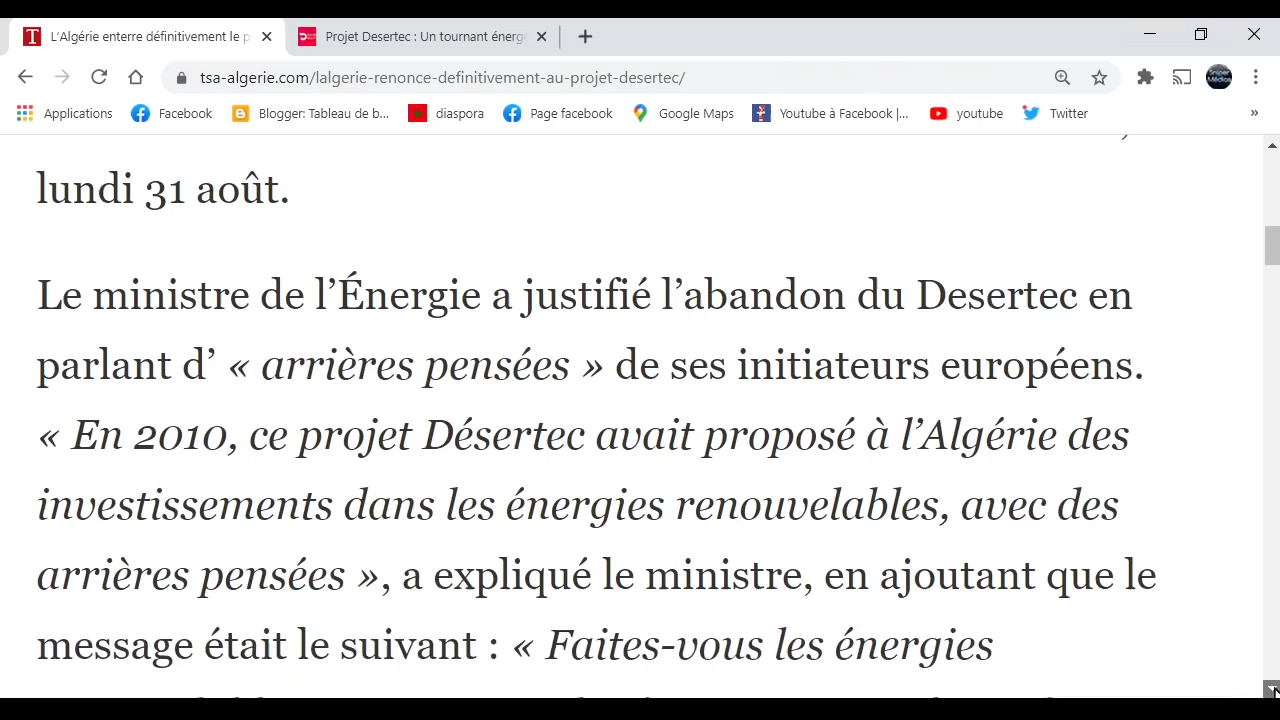 L'Algérie enterre définitivement le p
Projet Desertec : Un tournant énerg
tsa-algerie.com/lalgerie-renonce-definitivement-au-projet-desertec/
Applications
Facebook
Blogger: Tableau de b...
diascora
Page facebook
Google Maps
Youtube à Facebook |...
youtube
Twitter
»
lundi 31 août.
Le ministre de l’Énergie a justifié l’abandon du Desertec en
parlant d’ « arrières pensées » de ses initiateurs européens.
« En 2010, ce projet Désertec avait proposé à l’Algérie des
investissements dans les énergies renouvelables, avec des
arrières pensées », a expliqué le ministre, en ajoutant que le
message était le suivant : « Faites-vous les énergies